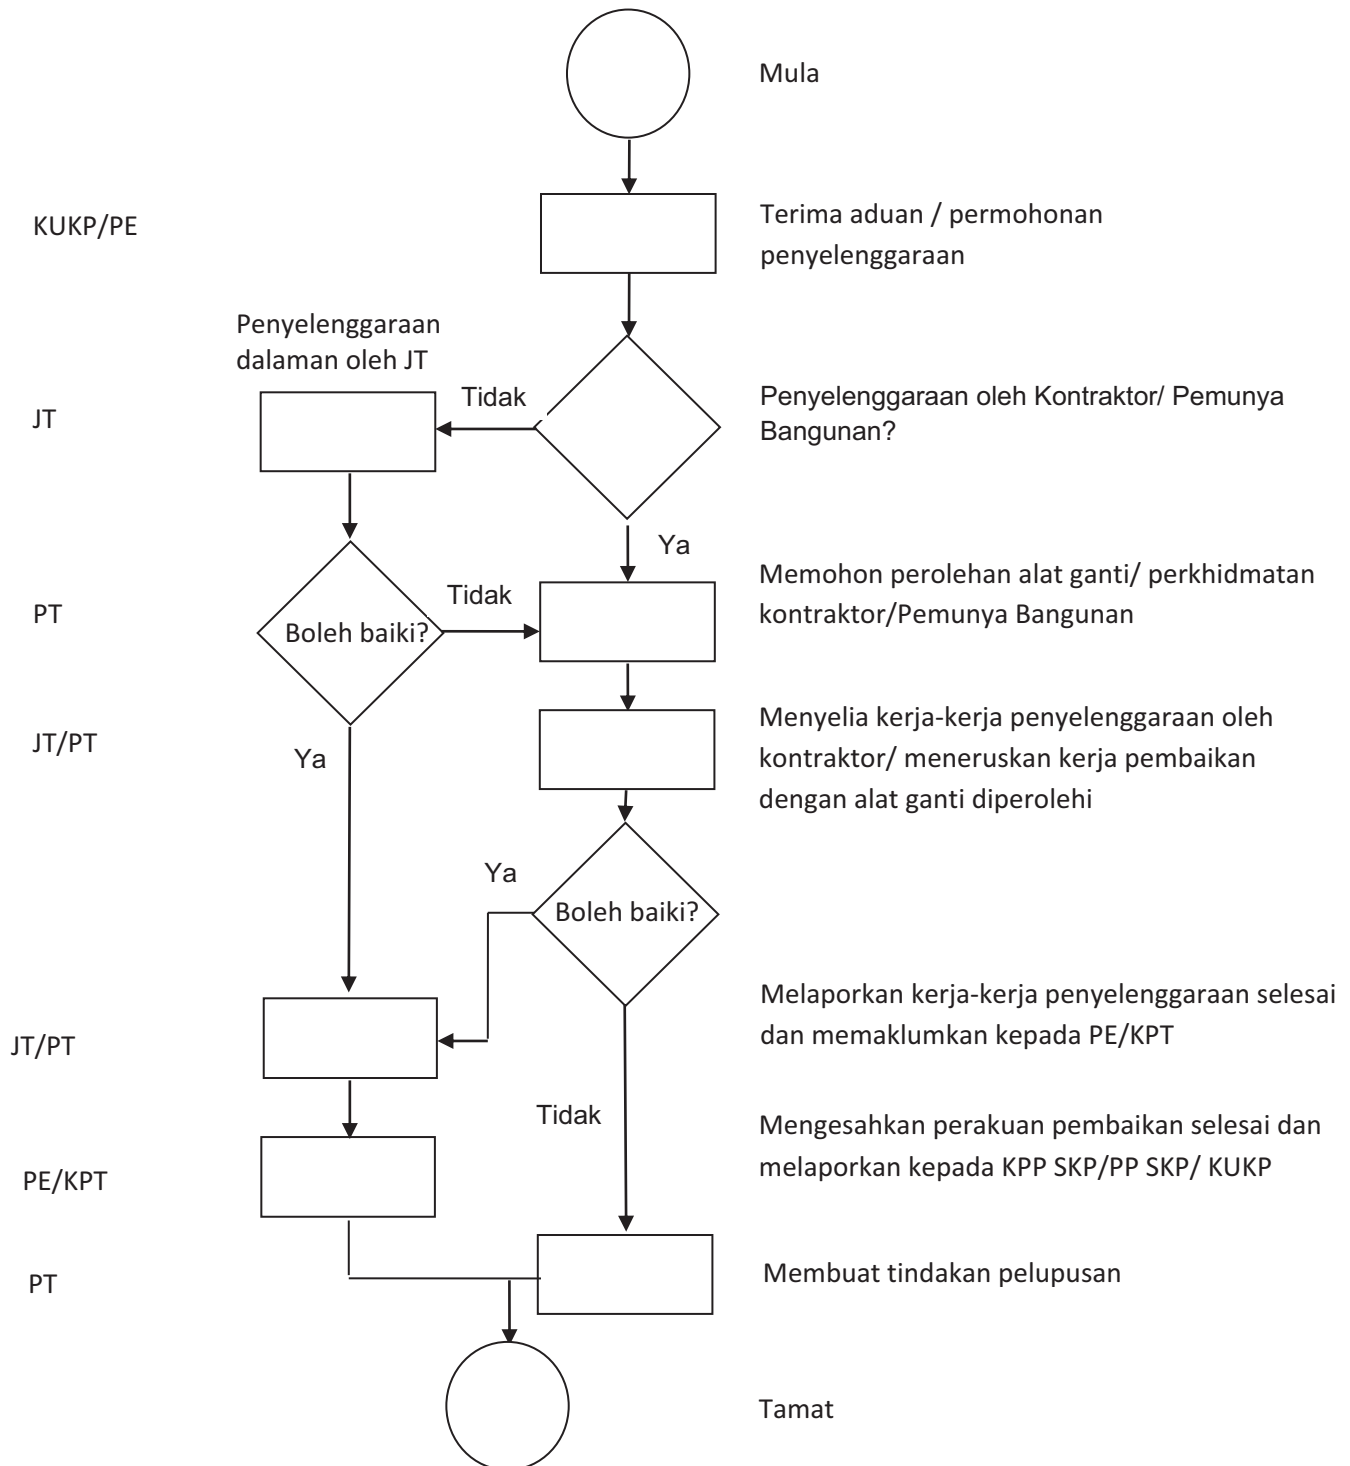 Mula
KUKP/PE
Terima aduan / permohonan
penyelenggaraan
Penyelenggaraan
dalaman oleh JT
JT
Tidak
Penyelenggaraan oleh Kontraktor/ Pemunya
Bangunan?
Ya
PT
Boleh baiki?
Tidak
Memohon perolehan alat ganti/ perkhidmatan
kontraktor/Pemunya Bangunan
JT/PT
Ya
Menyelia kerja-kerja penyelenggaraan oleh
kontraktor/ meneruskan kerja pembaikan
dengan alat ganti diperolehi
Ya
Boleh baiki?
JT/PT
Melaporkan kerja-kerja penyelenggaraan selesai
dan memaklumkan kepada PE/KPT
Tidak
PE/KPT
Mengesahkan perakuan pembaikan selesai dan
melaporkan kepada KPP SKP/PP SKP/ KUKP
PT
Membuat tindakan pelupusan
Tamat